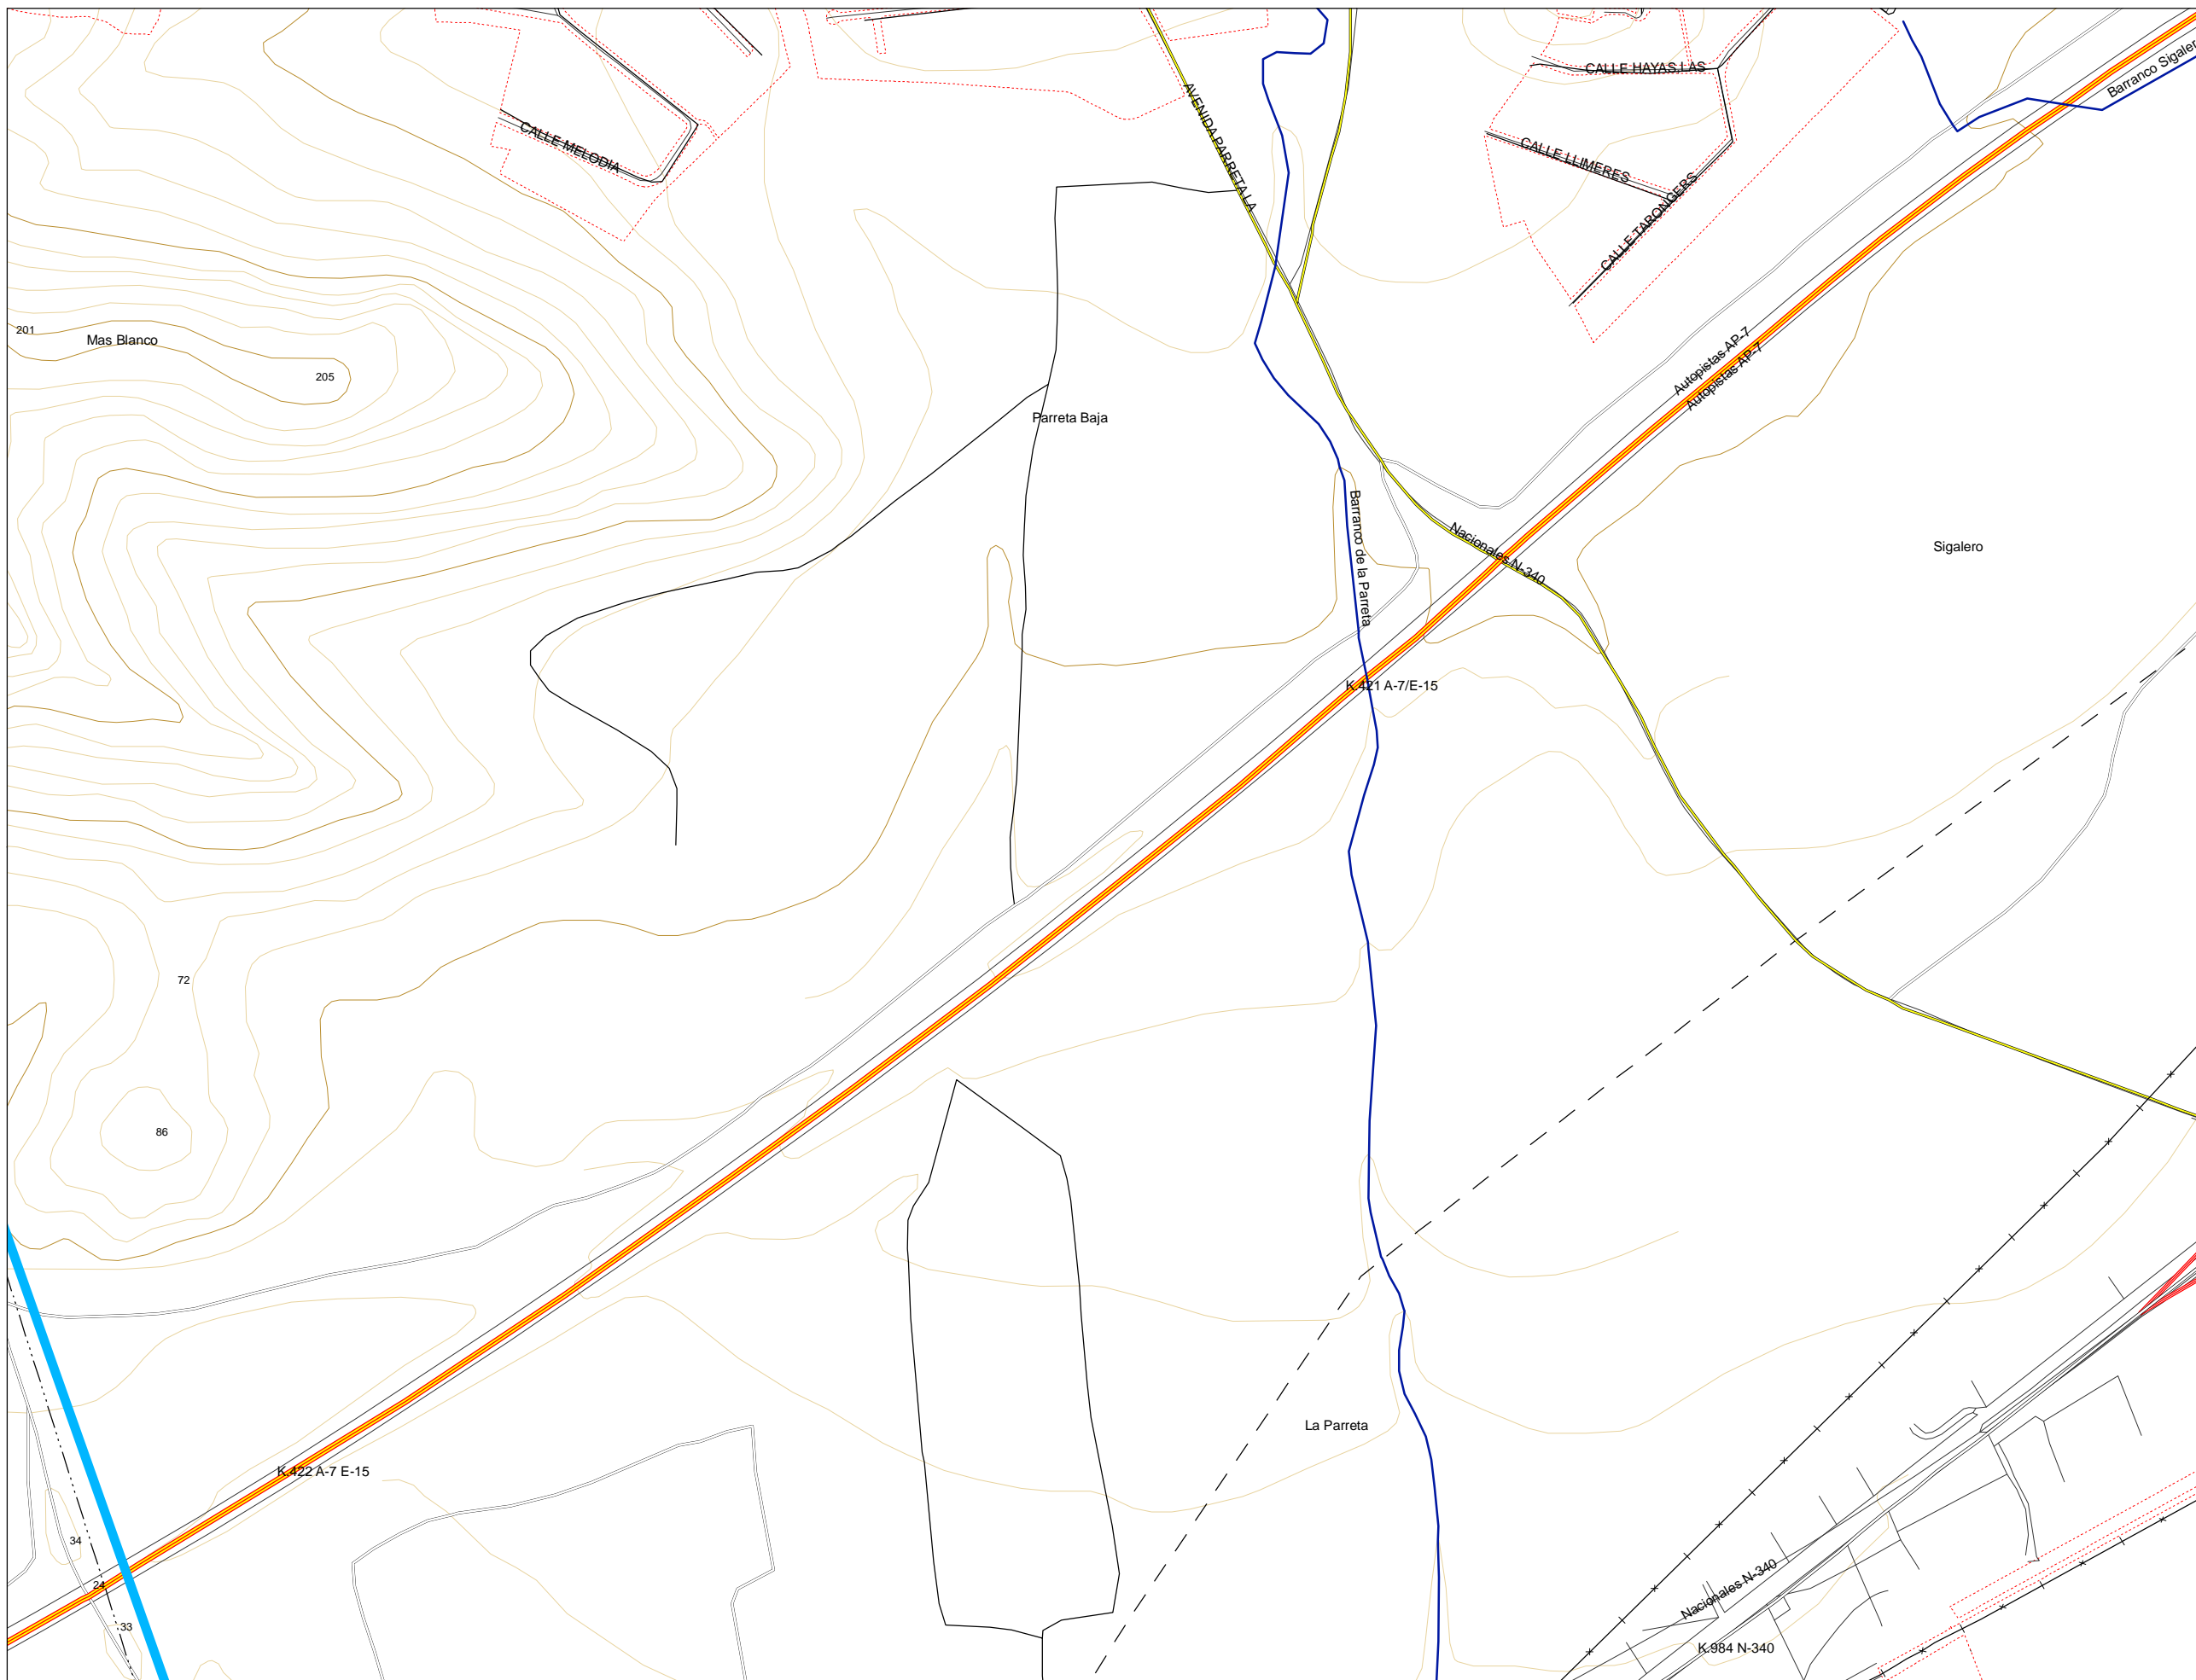 Barranco Sigaler
CALLE HAYAS LAS
CALLE MELODIA
AVENIDA PARRETA LA
CALLE LLIMERES
CALLE TARONGERS
201
Mas Blanco
205
Autopistas AP-7
Autopistas AP-7
Parreta Baja
Barranco de la Parreta
Nacionales N-340
Sigalero
K.421 A-7/E-15
72
86
La Parreta
K.422 A-7 E-15
34
24
33
Nacionales N-340
K.984 N-340